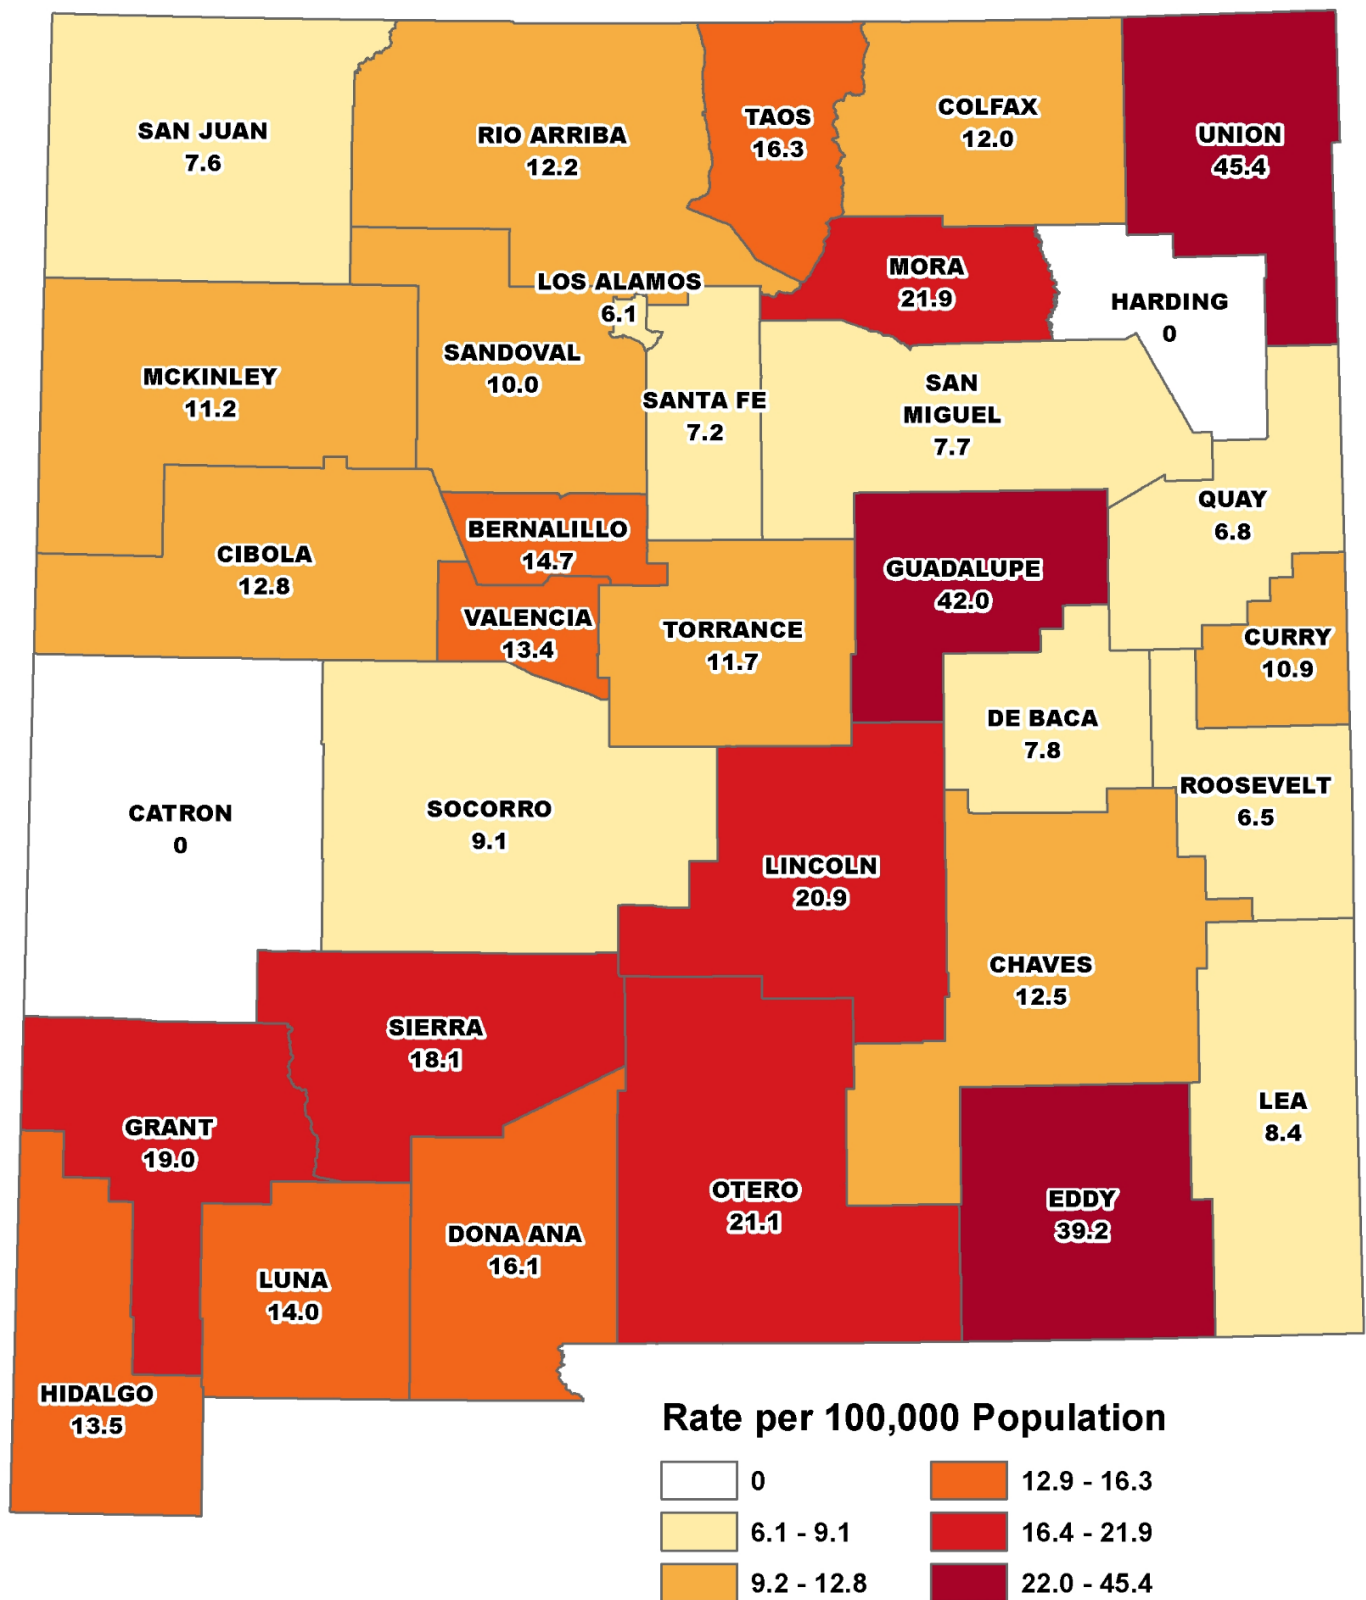 SAN JUAN
7.6
RIO ARRIBA
12.2
TAOS
16.3
COLFAX
12.0
UNION
45.4
LOS ALAMOS
6.1
MORA
21.9
HARDING
0
MCKINLEY
11.2
SANDOVAL
10.0
SANTA FE
7.2
SAN
MIGUEL
7.7
QUAY
6.8
CIBOLA
12.8
BERNALILLO
14.7
VALENCIA
13.4
TORRANCE
11.7
GUADALUPE
42.0
CURRY
10.9
DE BACA
7.8
ROOSEVELT
6.5
CATRON
0
SOCORRO
9.1
LINCOLN
20.9
CHAVES
12.5
SIERRA
18.1
GRANT
19.0
LEA
8.4
OTERO
21.1
EDDY
39.2
DONA ANA
16.1
LUNA
14.0
HIDALGO
13.5
Rate per 100,000 Population
0
6.1 - 9.1
9.2 - 12.8
12.9 - 16.3
16.4 - 21.9
22.0 - 45.4